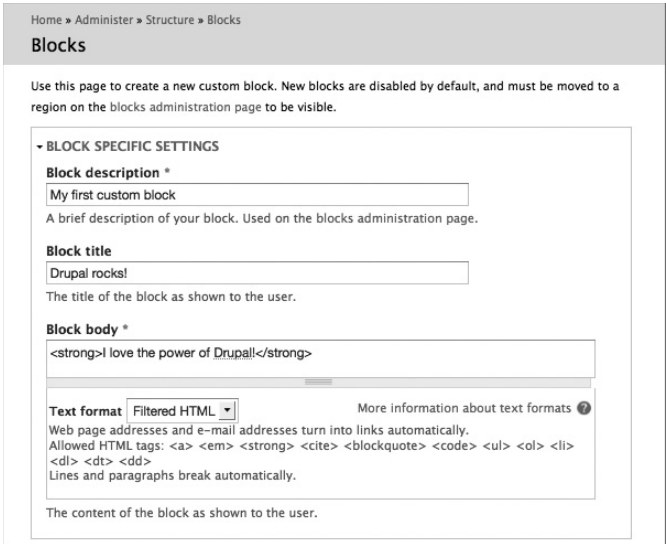 Home » Administer » Structure » Blocks
Blocks
Use this page to create a new custom block. New blocks are disabled by default, and must be moved to a
region on the blocks administration page to be visible.
BLOCK SPECIFIC SETTINGS
Block description *
My first custom block
A brief description of your block. Used on the blocks administration page.
Block title
Drupal rocks!
The title of the block as shown to the user.
Block body *
<strong>I love the power of Drupal!</strong>
Text format Filtered HTML More information about text formats ?
Web page addresses and e-mail addresses turn into links automatically.
Allowed HTML tags: <a> <em> <strong> <cite> <blockquote> <code> <ul> <ol> <li>
<dl> <dt> <dd>
Lines and paragraphs break automatically.
The content of the block as shown to the user.